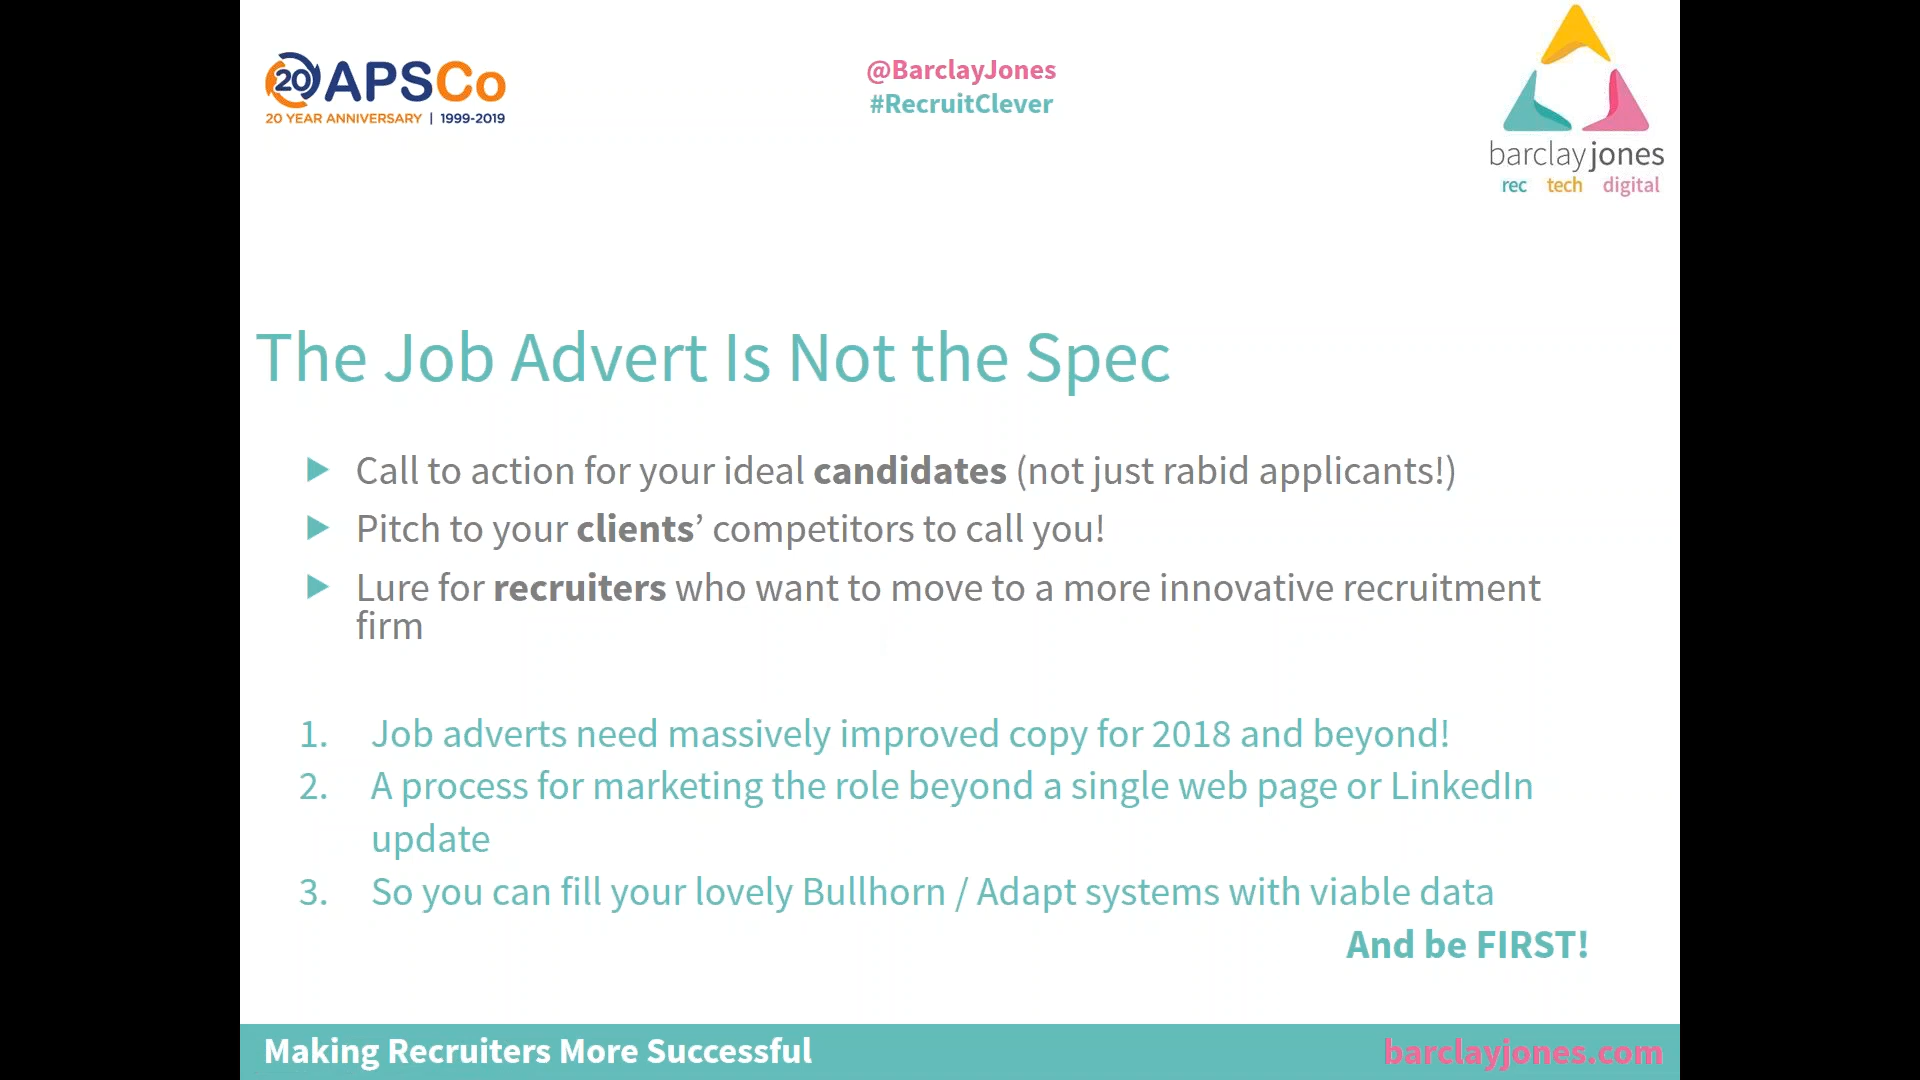 20 APSCo
20 YEAR ANNIVERSARY | 1999-2019
@BarclayJones
#RecruitClever
barclayjones
rec tech digital
The Job Advert Is Not the Spec
Call to action for your ideal candidates (not just rabid applicants!)
Pitch to your clients’ competitors to call you!
Lure for recruiters who want to move to a more innovative recruitment
firm
1. Job adverts need massively improved copy for 2018 and beyond!
2. A process for marketing the role beyond a single web page or LinkedIn
update
3. So you can fill your lovely Bullhorn / Adapt systems with viable data
And be FIRST!
Making Recruiters More Successful
barclayjones.com